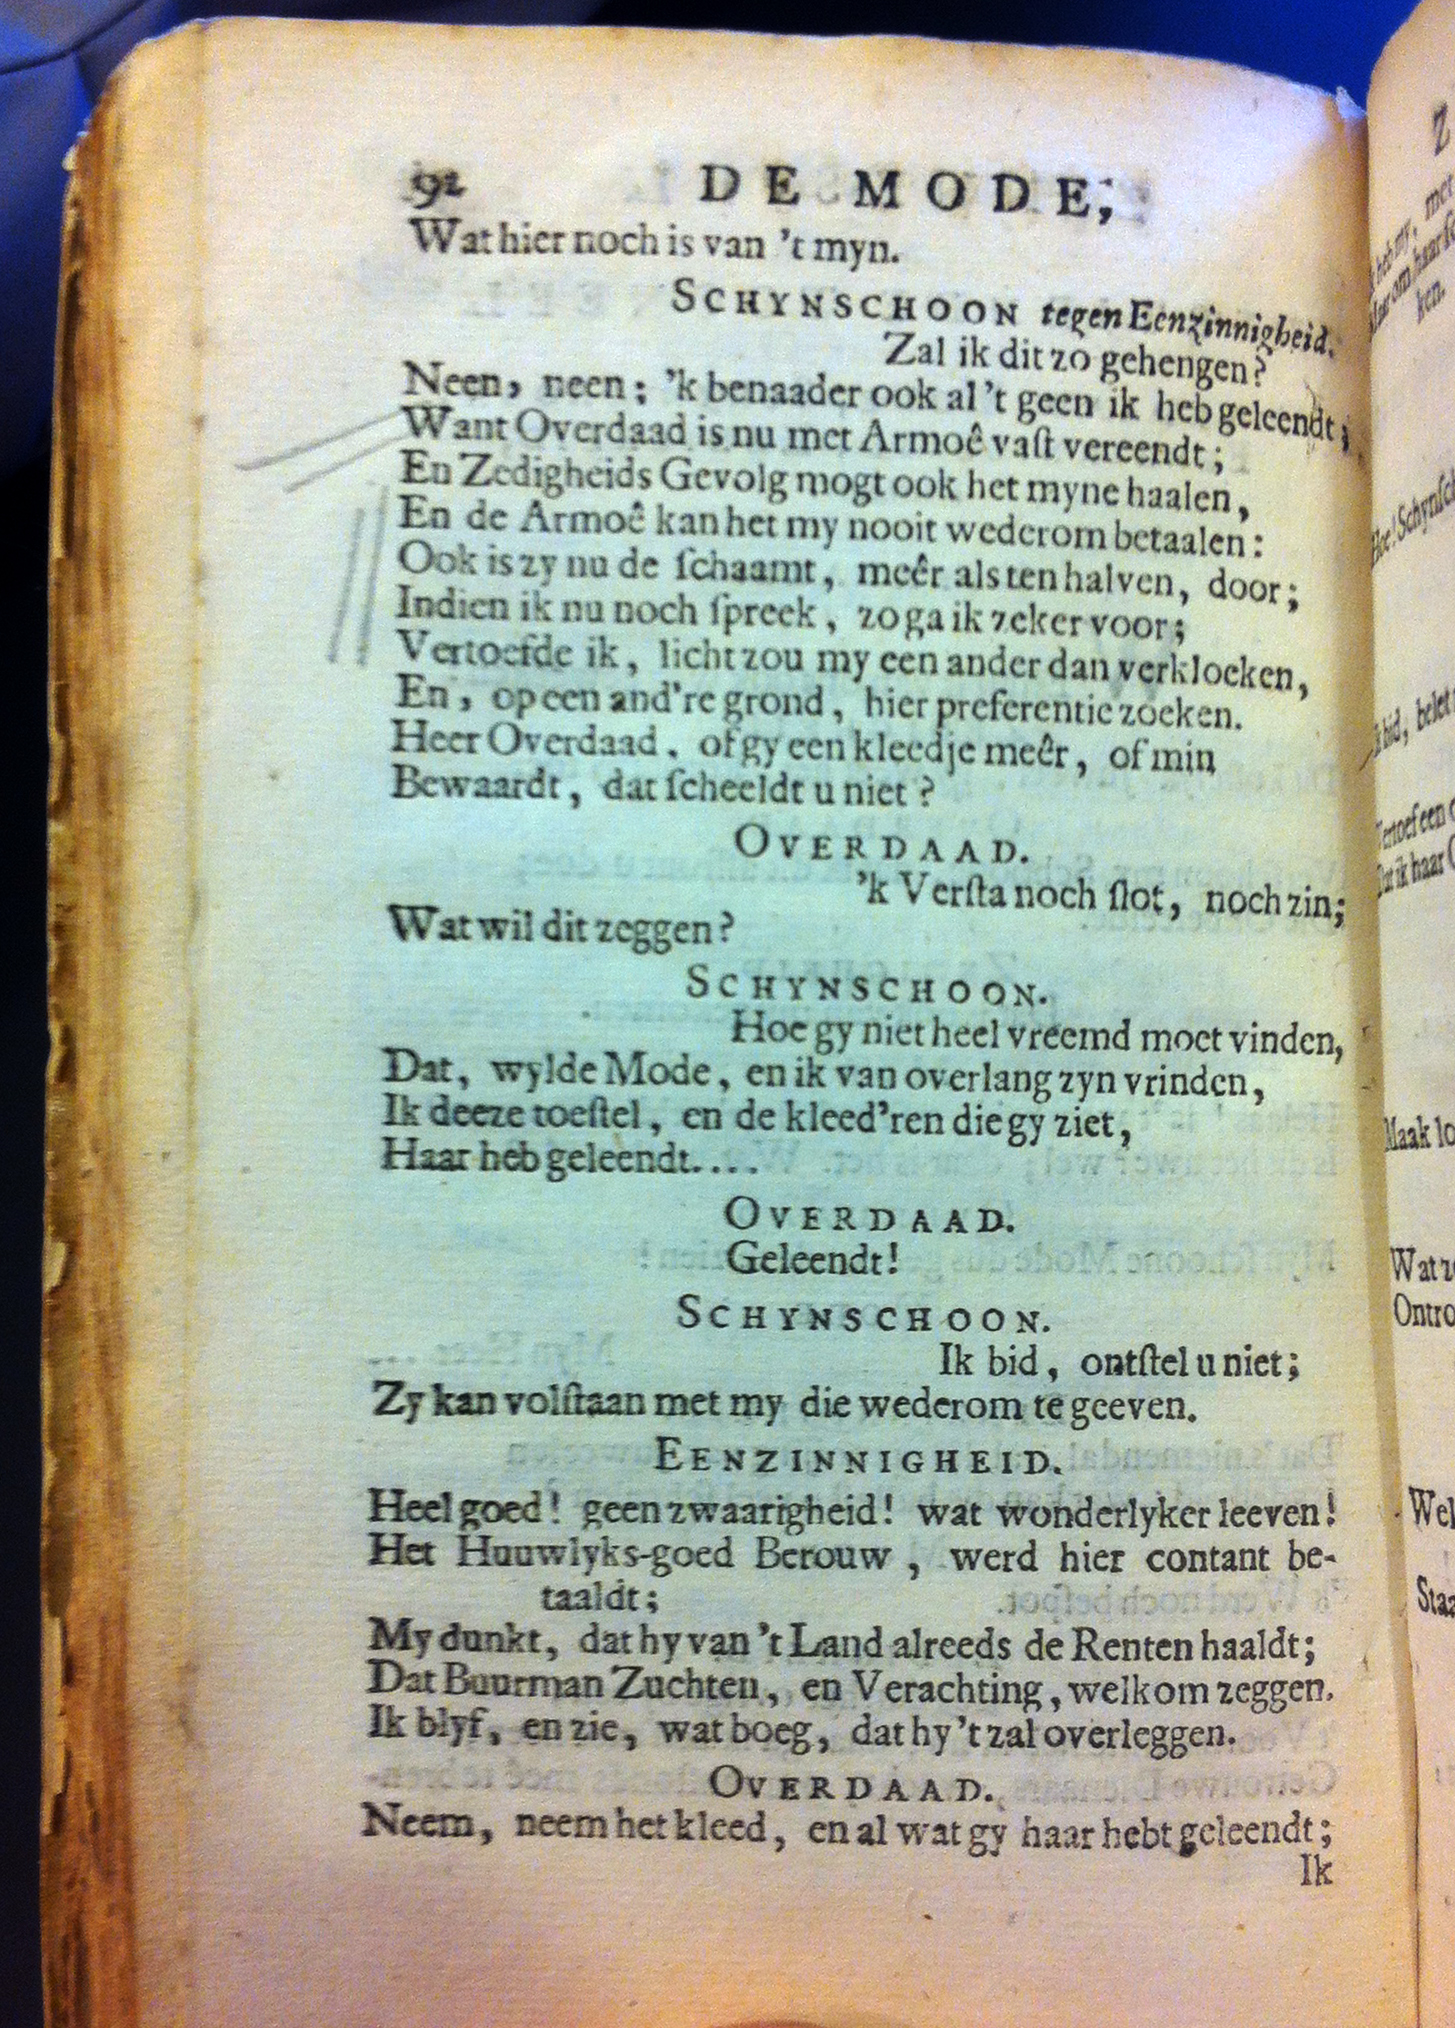 92 DE MODE;
Wat hier noch is van 't myn.
SCHYNSCHOON tegen Eenzinnigheid.
Zal ik dit zo gehengen?
Neen, neen; 'k benaader ook al 't geen ik heb geleendt;
Want Overdaad is nu met Armoê vaſt vereendt;
En Zedigheids Gevolg mogt ook het myne haalen,
En de Armoê kan het my nooit wederom betaalen:
Ook is zy nu de ſchaamt, meêr als ten halven, door;
Indien ik nu noch ſpreek, zo ga ik zeker voor;
Vertoefde ik, licht zou my een ander dan verkloeken,
En, op een and're grond, hier preferentie zoeken.
Heer Overdaad, of gy een kleedje meêr, of min
Bewaardt, dat ſcheeldt u niet?
OVERDAAD.
'k Verſta noch ſlot, noch zin;
Wat wil dit zeggen?
SCHYNSCHOON.
Hoe gy niet heel vreemd moet vinden,
Dat, wylde Mode, en ik van overlang zyn vrinden,
Ik deeze toeſtel, en de kleed'ren die gy ziet,
Haar heb geleendt....
OVERDAAD.
Geleendt!
SCHYNSCHOON.
Ik bid, ontſtel u niet;
Zy kan volſtaan met my die wederom te geeven.
EENZINNIGHEID.
Heel goed! geen zwaarigheid! wat wonderlyker leeven!
Het Huuwlyks-goed Berouw, werd hier contant be-
taaldt;
My dunkt, dat hy van 't Land alreeds de Renten haaldt;
Dat Buurman Zuchten, en Verachting, welkom zeggen.
Ik blyf, en zie, wat boeg, dat hy 't zal overleggen.
OVERDAAD.
Neem, neem het kleed, en al wat gy haar hebt geleendt;
Ik